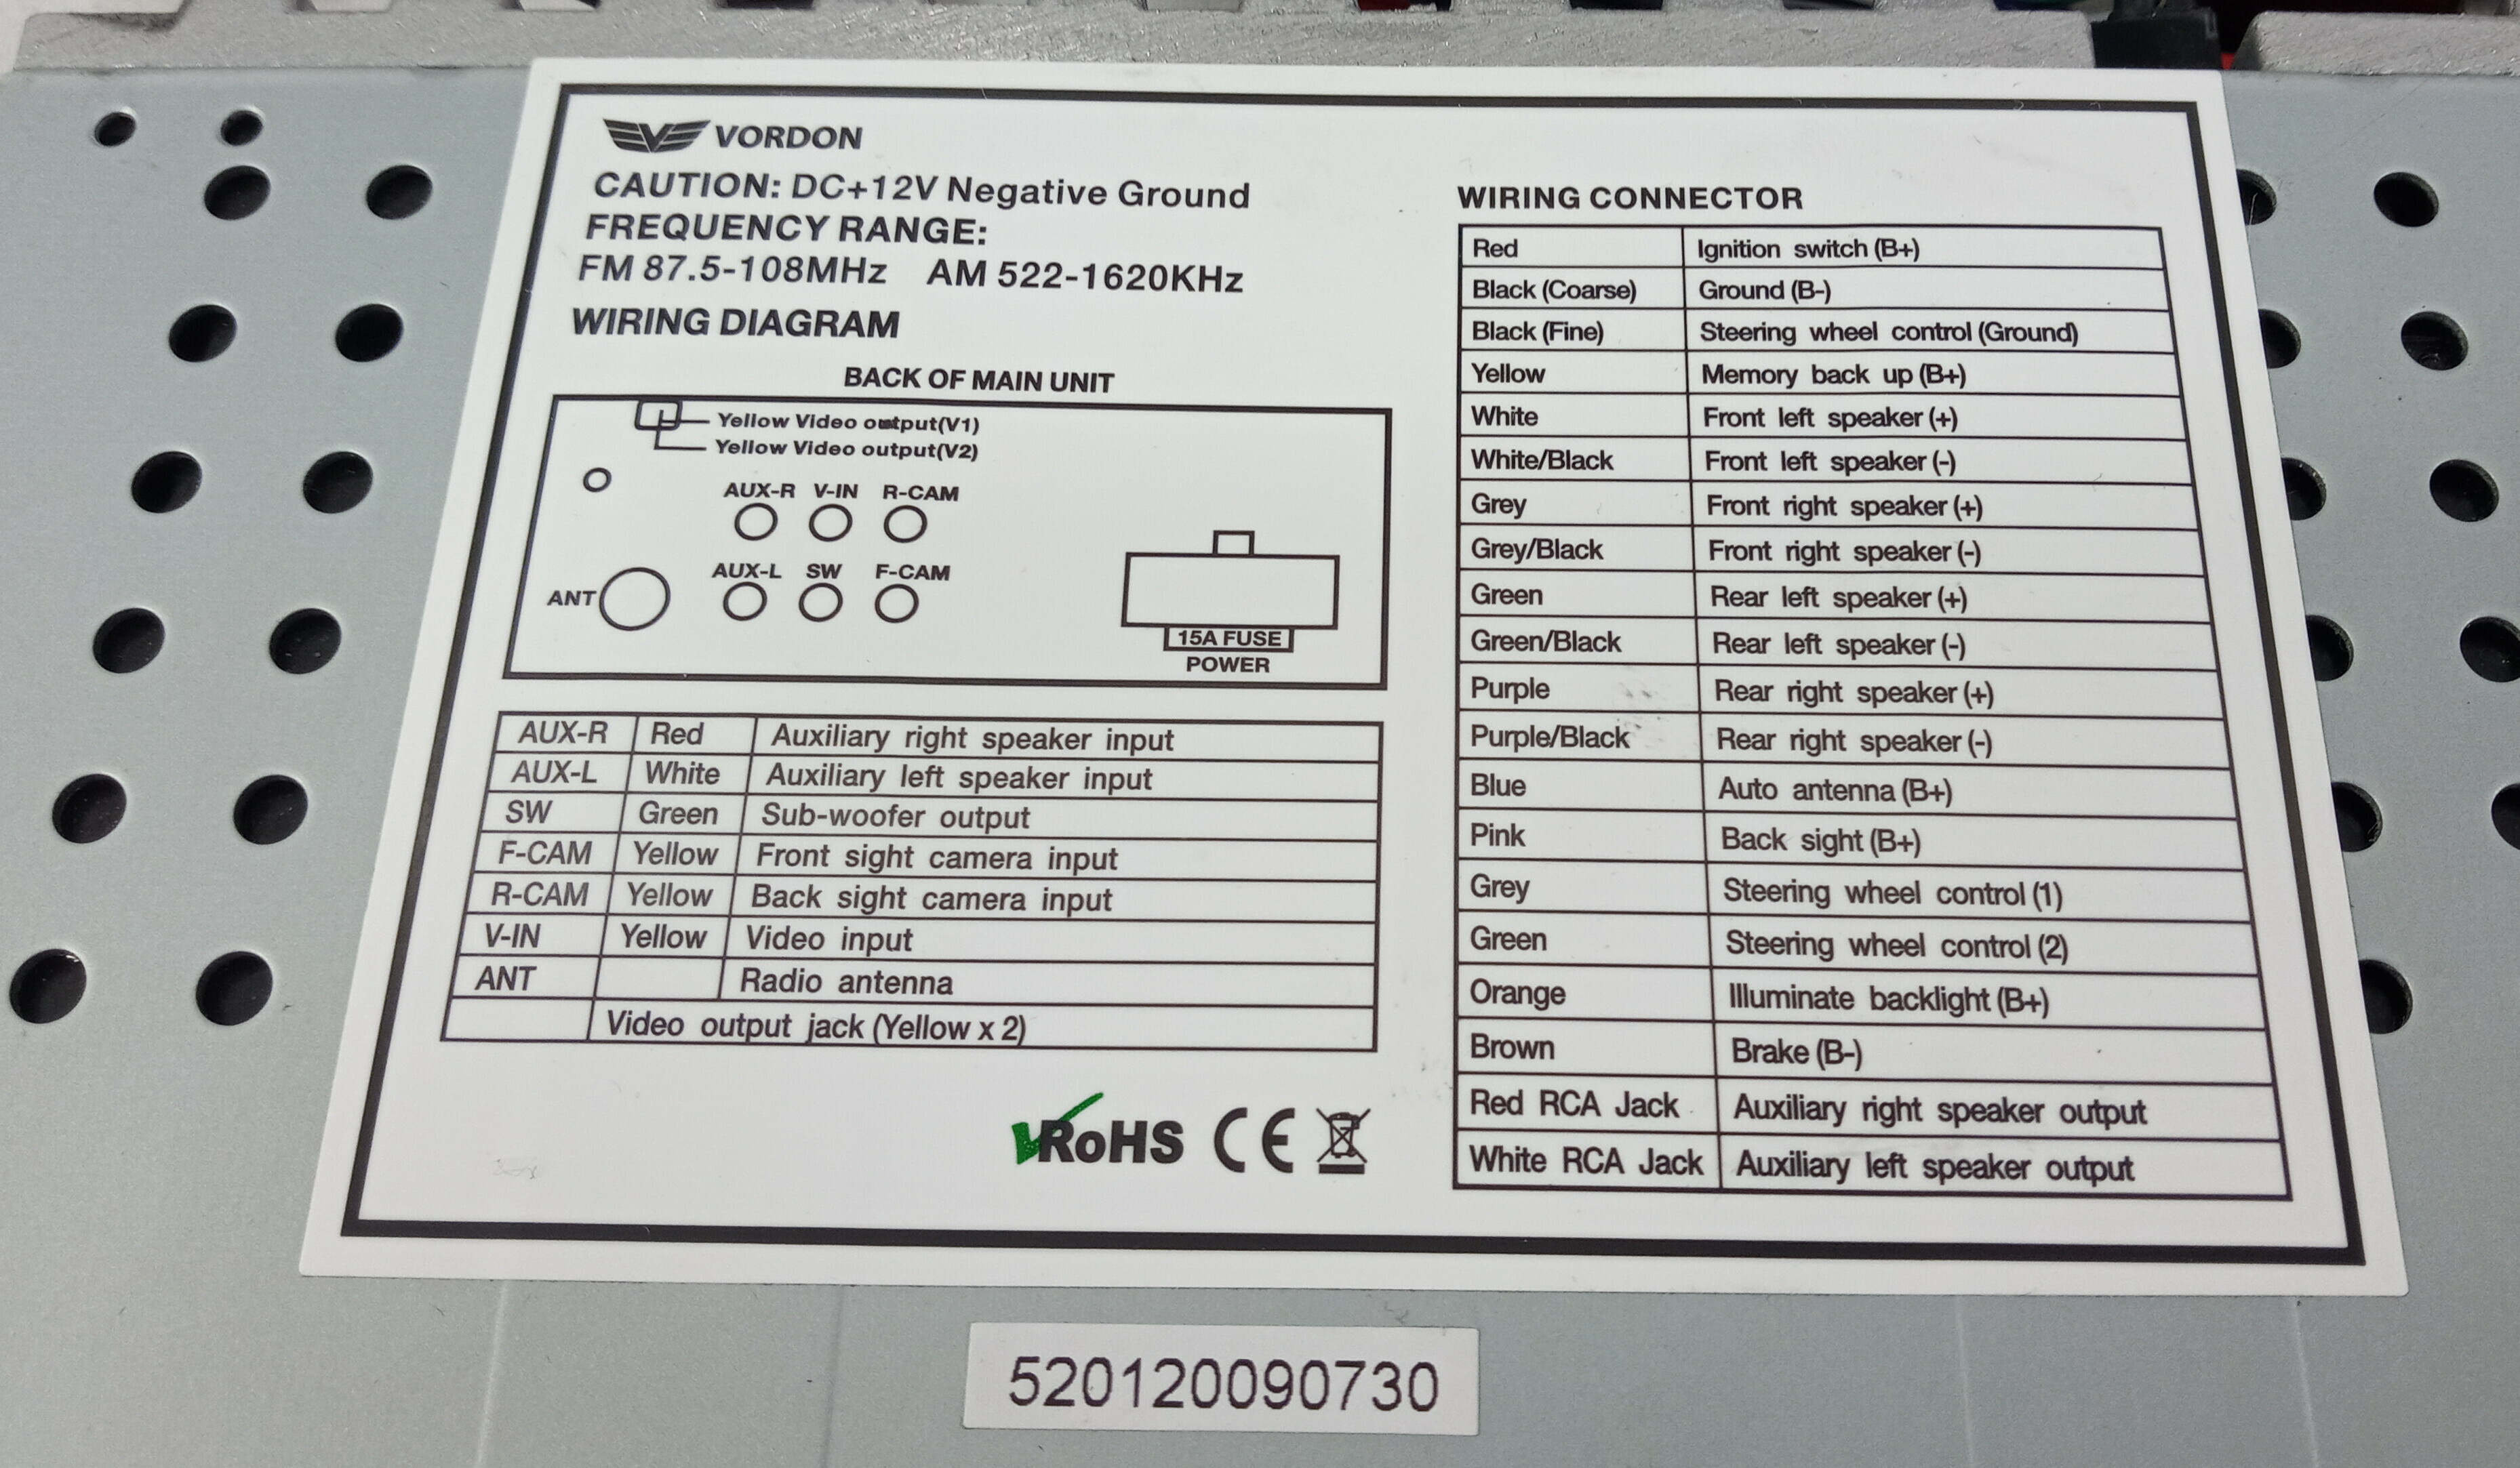 VORDON
CAUTION: DC+12V Negative Ground
FREQUENCY RANGE:
FM 87.5-108MHz AM 522-1620KHz
WIRING DIAGRAM
BACK OF MAIN UNIT
Yellow Video output(V1)
Yellow Video output(V2)
AUX-R V-IN R-CAM
AUX-L SW F-CAM
ANT
15A FUSE
POWER
AUX-R Red Auxiliary right speaker input
AUX-L White Auxiliary left speaker input
SW Green Sub-woofer output
F-CAM Yellow Front sight camera input
R-CAM Yellow Back sight camera input
V-IN Yellow Video input
ANT Radio antenna
Video output jack (Yellow x 2)
RoHS CE
WIRING CONNECTOR
Red Ignition switch (B+)
Black (Coarse) Ground (B-)
Black (Fine) Steering wheel control (Ground)
Yellow Memory back up (B+)
White Front left speaker (+)
White/Black Front left speaker (-)
Grey Front right speaker (+)
Grey/Black Front right speaker (-)
Green Rear left speaker (+)
Green/Black Rear left speaker (-)
Purple Rear right speaker (+)
Purple/Black Rear right speaker (-)
Blue Auto antenna (B+)
Pink Back sight (B+)
Grey Steering wheel control (1)
Green Steering wheel control (2)
Orange Illuminate backlight (B+)
Brown Brake (B-)
Red RCA Jack Auxiliary right speaker output
White RCA Jack Auxiliary left speaker output
520120090730